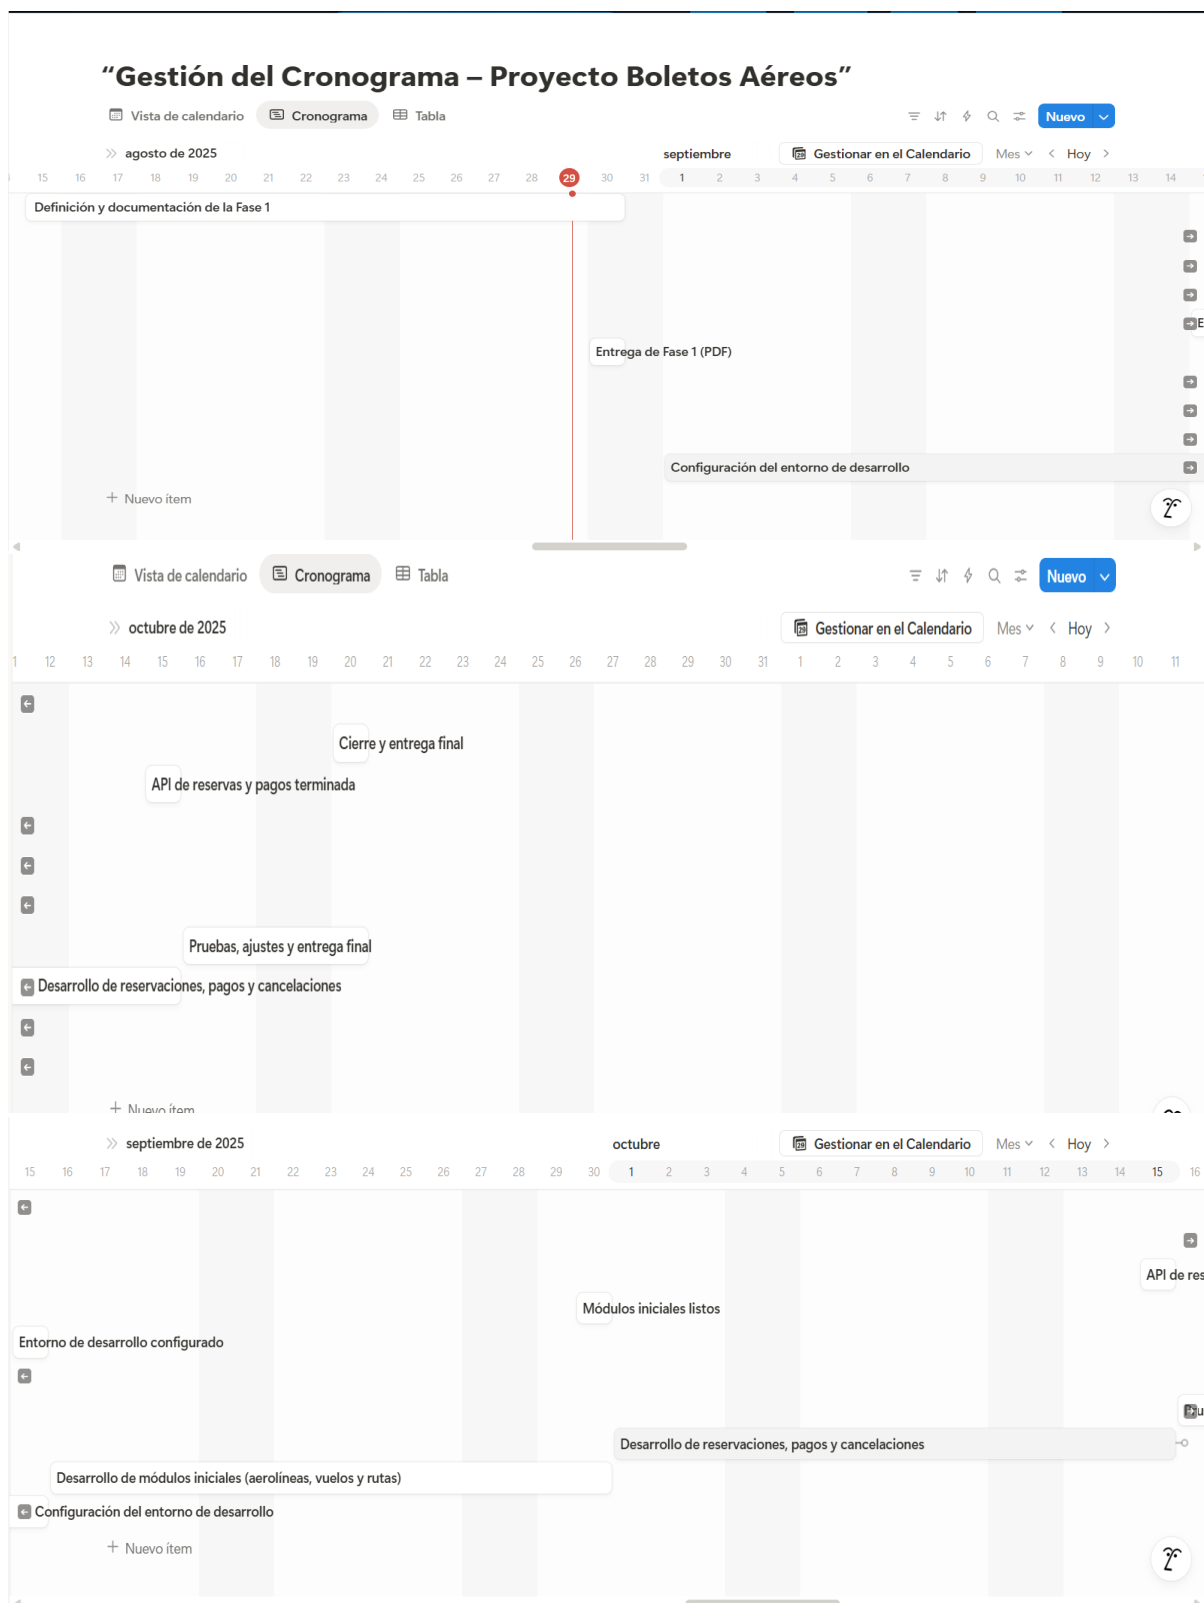 “Gestión del Cronograma – Proyecto Boletos Aéreos”
Vista de calendario Cronograma Tabla Nuevo
agosto de 2025 septiembre Gestionar en el Calendario Mes Hoy
15 16 17 18 19 20 21 22 23 24 25 26 27 28 29 30 31 1 2 3 4 5 6 7 8 9 10 11 12 13 14
Definición y documentación de la Fase 1
E
Entrega de Fase 1 (PDF)
Configuración del entorno de desarrollo
Nuevo ítem
Vista de calendario Cronograma Tabla Nuevo
octubre de 2025 Gestionar en el Calendario Mes Hoy
1 12 13 14 15 16 17 18 19 20 21 22 23 24 25 26 27 28 29 30 31 1 2 3 4 5 6 7 8 9 10 11
Cierre y entrega final
API de reservas y pagos terminada
Pruebas, ajustes y entrega final
Desarrollo de reservaciones, pagos y cancelaciones
Nuevo ítem
septiembre de 2025 octubre Gestionar en el Calendario Mes Hoy
15 16 17 18 19 20 21 22 23 24 25 26 27 28 29 30 1 2 3 4 5 6 7 8 9 10 11 12 13 14 15 16
API de res
Módulos iniciales listos
Entorno de desarrollo configurado
Desarrollo de reservaciones, pagos y cancelaciones
Desarrollo de módulos iniciales (aerolíneas, vuelos y rutas)
Configuración del entorno de desarrollo
Nuevo ítem